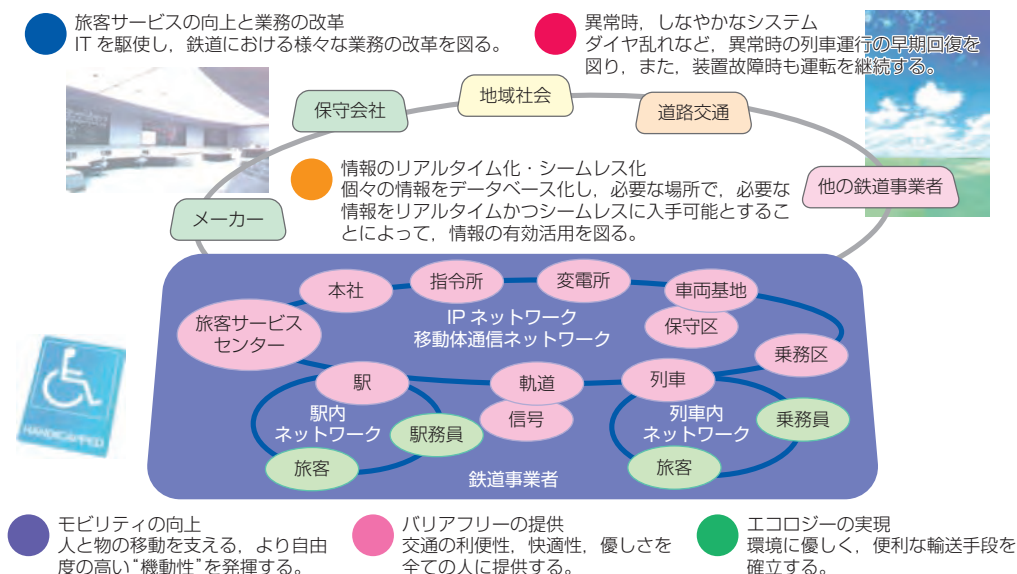 旅客サービスの向上と業務の改革
ITを駆使し，鉄道における様々な業務の改革を図る。
異常時，しなやかなシステム
ダイヤ乱れなど，異常時の列車運行の早期回復を
図り，また，装置故障時も運転を継続する。
地域社会
保守会社
道路交通
情報のリアルタイム化・シームレス化
個々の情報をデータベース化し，必要な場所で，必要な
情報をリアルタイムかつシームレスに入手可能とするこ
とによって，情報の有効活用を図る。
他の鉄道事業者
メーカー
本社
指令所
変電所
車両基地
保守区
旅客サービス
センター
IPネットワーク
移動体通信ネットワーク
乗務区
駅
軌道
信号
列車
駅内
ネットワーク
駅務員
旅客
列車内
ネットワーク
乗務員
旅客
鉄道事業者
HANDICAPPED
モビリティの向上
人と物の移動を支える，より自由
度の高い“機動性”を発揮する。
バリアフリーの提供
交通の利便性，快適性，優しさを
全ての人に提供する。
エコロジーの実現
環境に優しく，便利な輸送手段を
確立する。